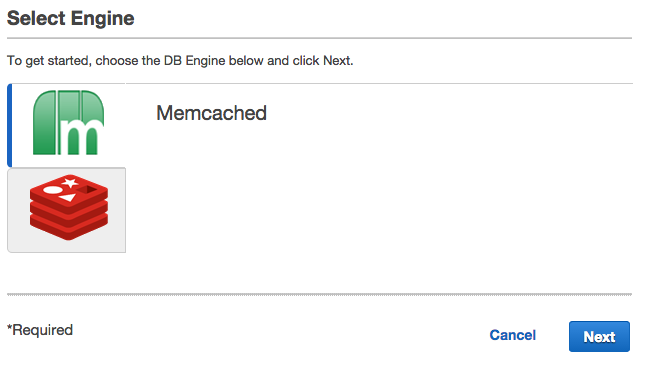 Select Engine
To get started, choose the DB Engine below and click Next.
m
Memcached
*Required
Cancel
Next